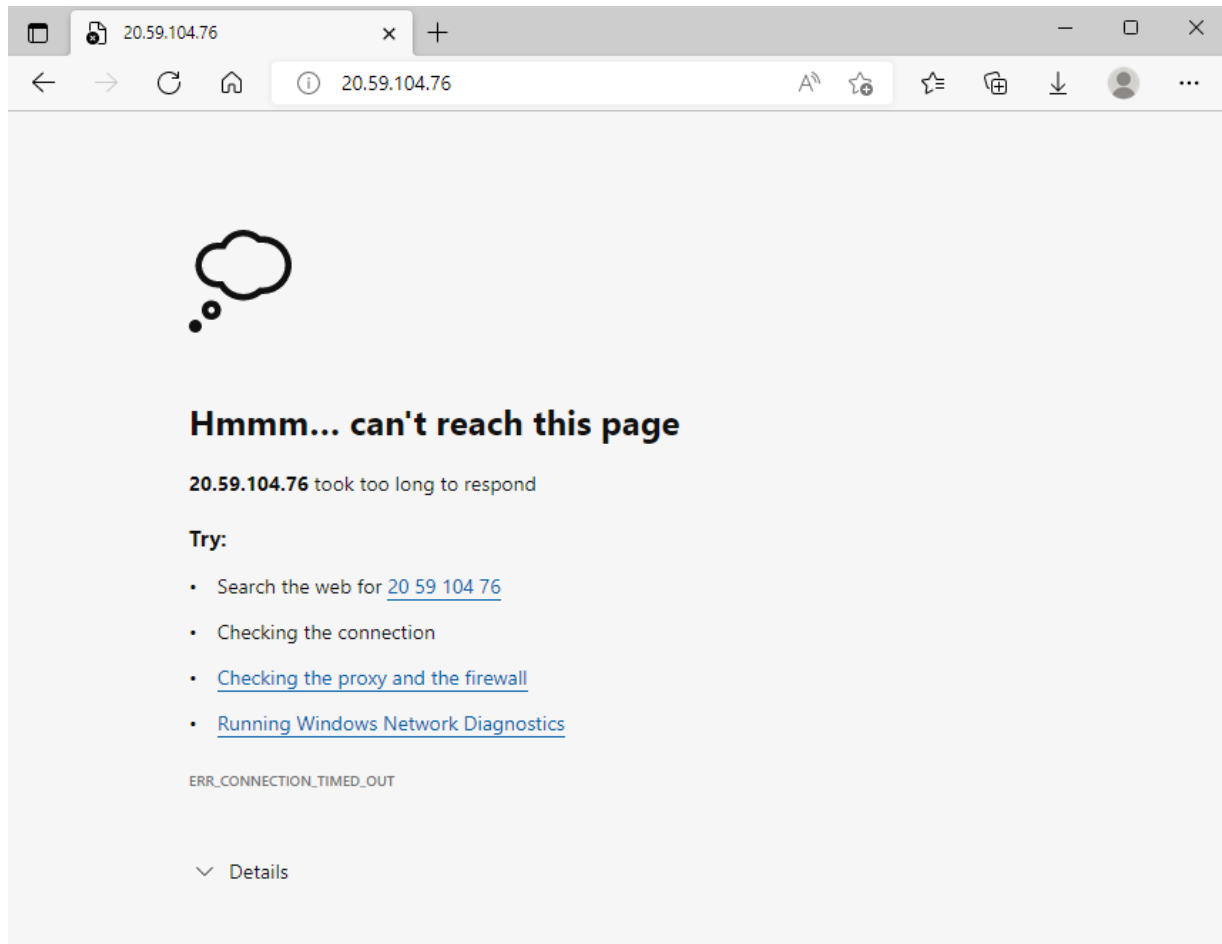 20.59.104.76
20.59.104.76
Hmmm... can't reach this page
20.59.104.76 took too long to respond
Try:
• Search the web for 20 59 104 76
• Checking the connection
• Checking the proxy and the firewall
• Running Windows Network Diagnostics
ERR_CONNECTION_TIMED_OUT
Details